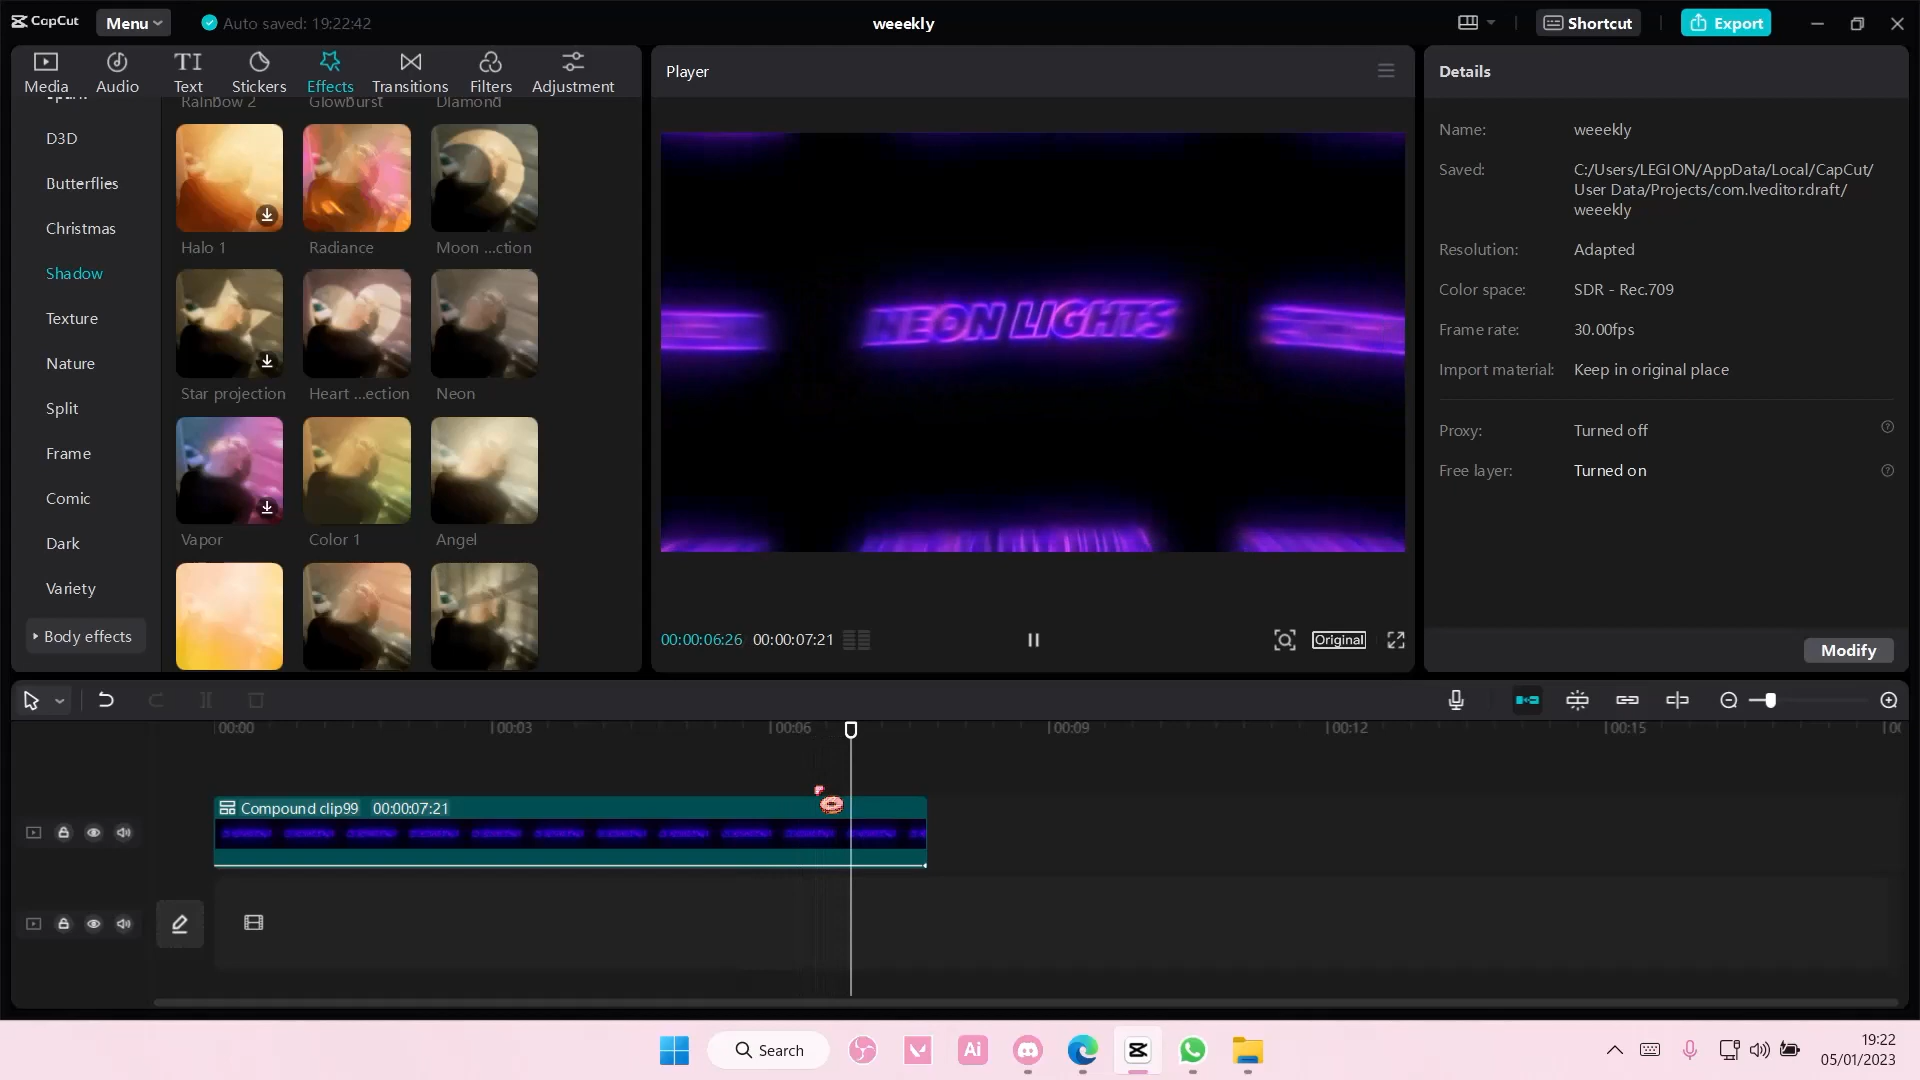 CapCut
Menu
Auto saved: 19:22:42
weeekly
Shortcut
Export
Media
Audio
Text
Stickers
Effects
Transitions
Filters
Adjustment
Rainbow 2
Glowburst
Diamond
D3D
Butterflies
Christmas
Shadow
Texture
Nature
Split
Frame
Comic
Dark
Variety
Body effects
Halo 1
Radiance
Moon ...ction
Star projection
Heart ...ection
Neon
Vapor
Color 1
Angel
Player
NEON LIGHTS
00:00:06:26 00:00:07:21
Original
Details
Name: weeekly
Saved: C:/Users/LEGION/AppData/Local/CapCut/
User Data/Projects/com.lveditor.draft/
weeekly
Resolution: Adapted
Color space: SDR - Rec.709
Frame rate: 30.00fps
Import material: Keep in original place
Proxy: Turned off
Free layer: Turned on
Modify
00:00
00:03
00:06
00:09
00:12
00:15
Compound clip99 00:00:07:21
Search
Ai
19:22
05/01/2023